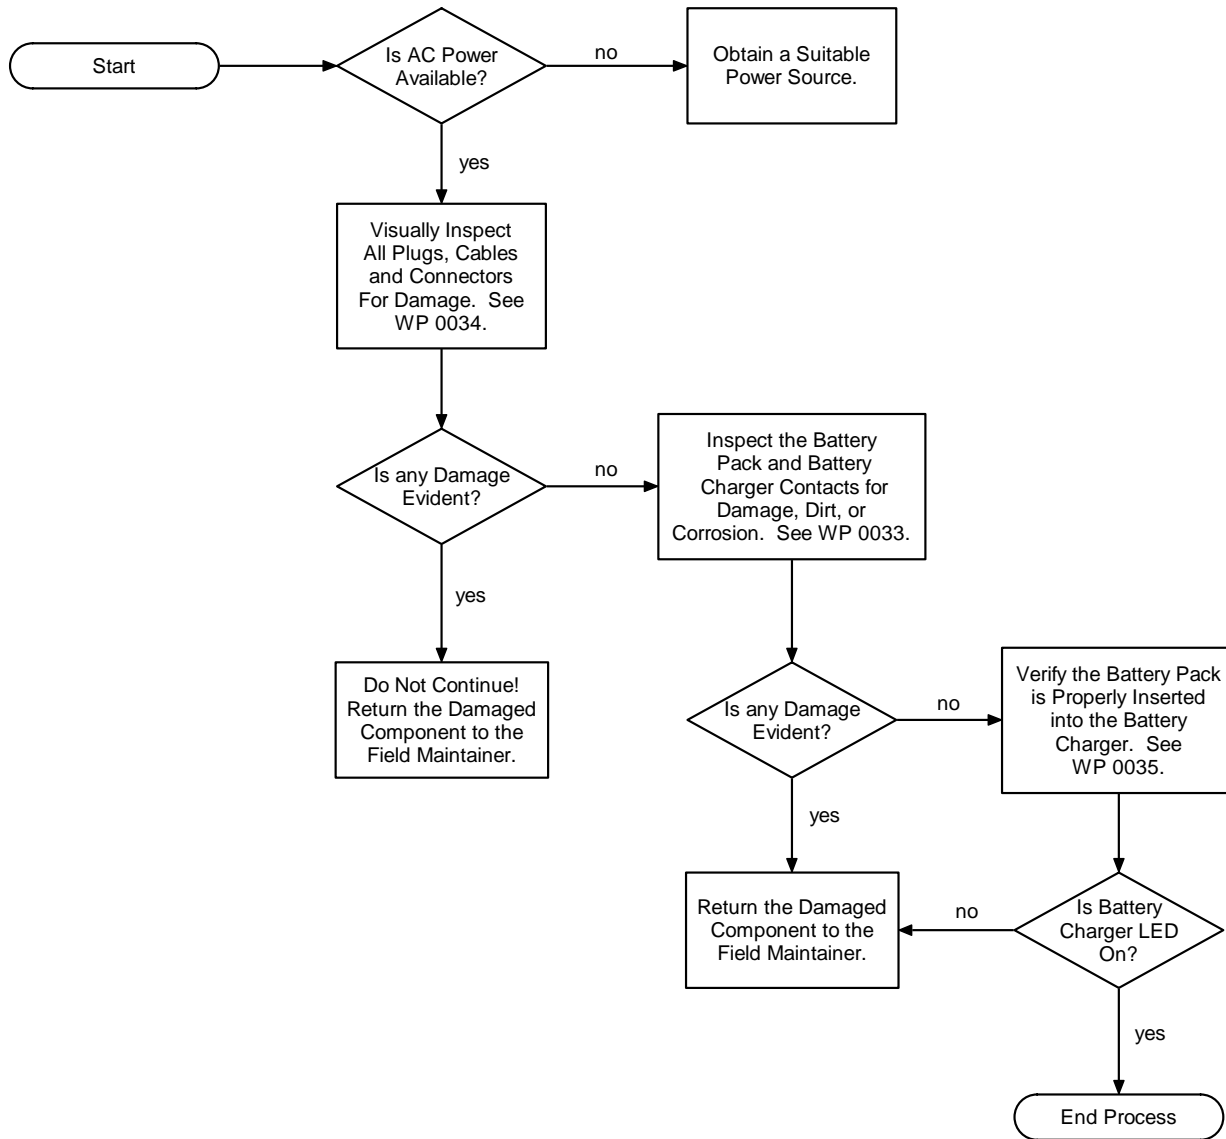 Start
Is AC Power
Available?
no
Obtain a Suitable
Power Source.
yes
Visually Inspect
All Plugs, Cables
and Connectors
For Damage.  See
WP 0034.
Is any Damage
Evident?
no
Inspect the Battery
Pack and Battery
Charger Contacts for
Damage, Dirt, or
Corrosion.  See WP 0033.
yes
Do Not Continue!
Return the Damaged
Component to the
Field Maintainer.
Is any Damage
Evident?
no
Verify the Battery Pack
is Properly Inserted
into the Battery
Charger.  See
WP 0035.
yes
Return the Damaged
Component to the
Field Maintainer.
no
Is Battery
Charger LED
On?
yes
End Process